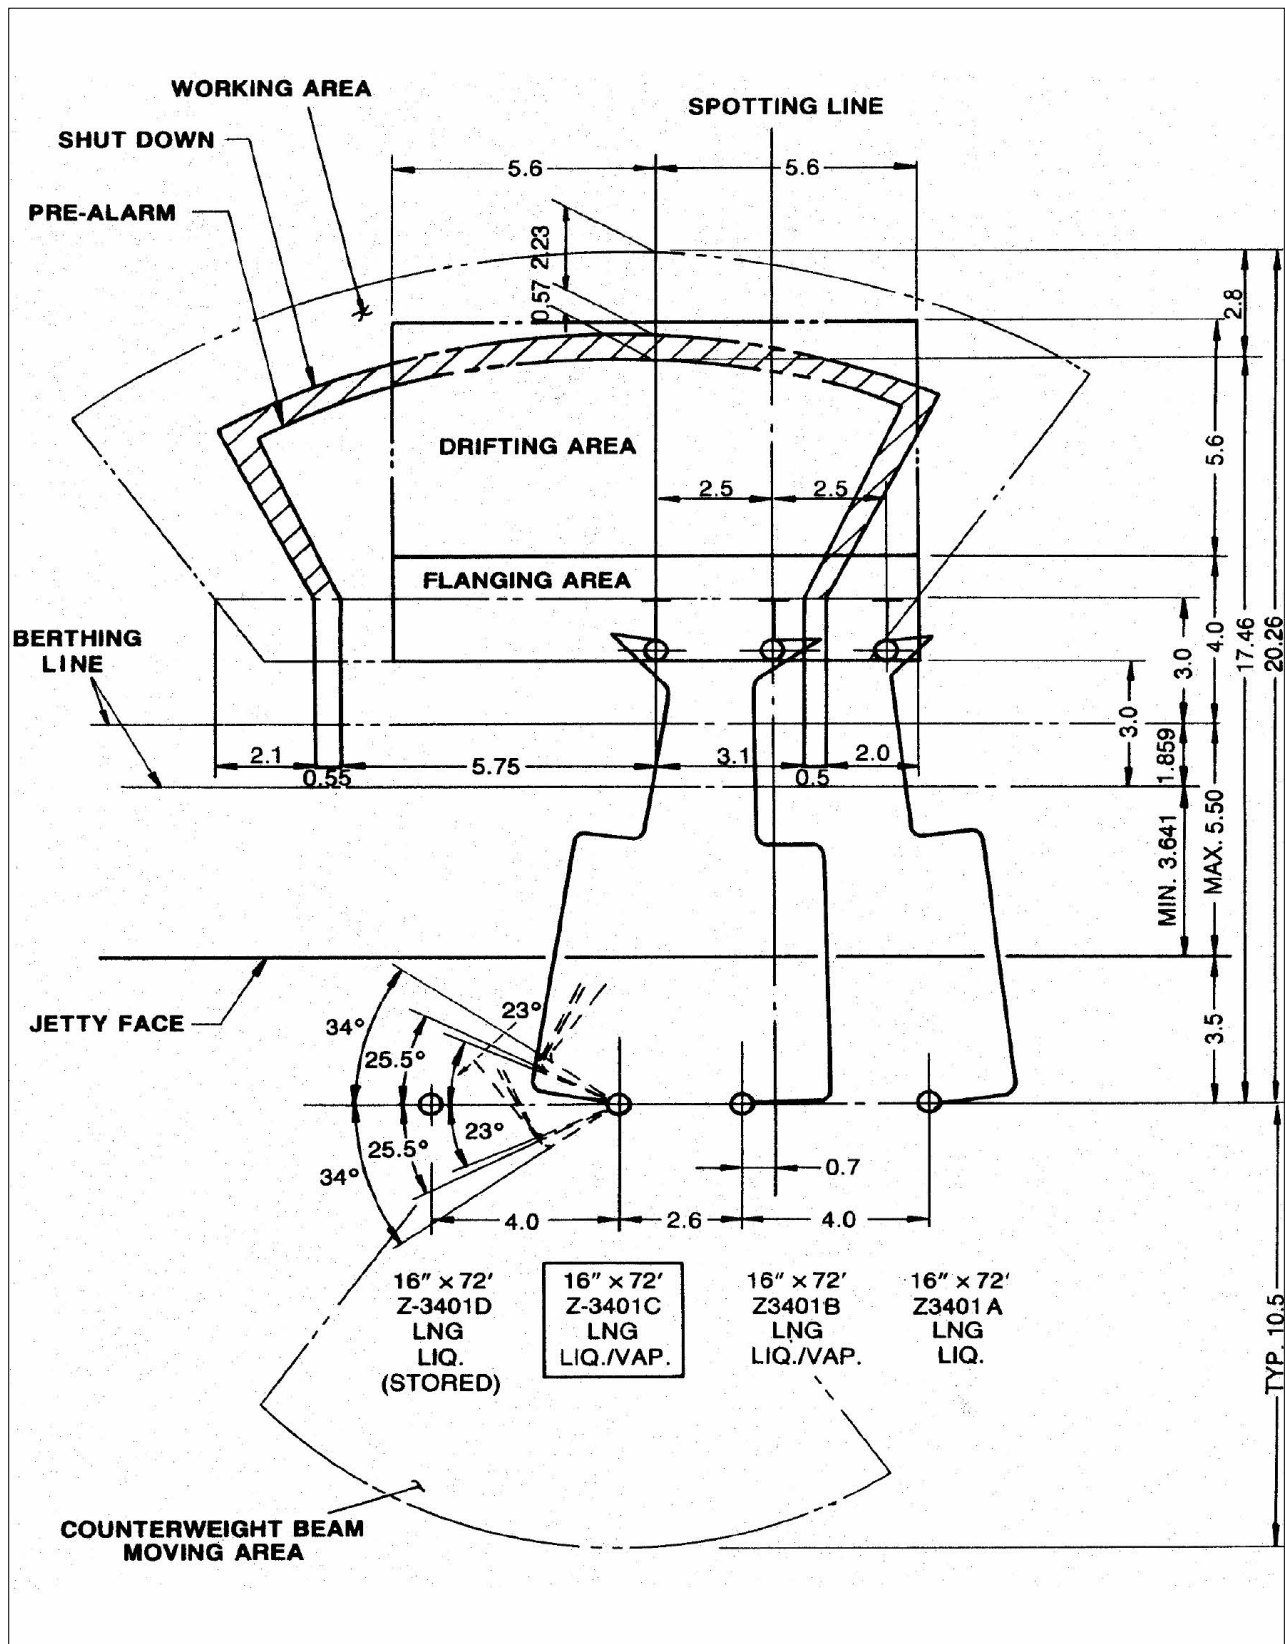 WORKING AREA
SPOTTING LINE
SHUT DOWN
5.6
5.6
PRE-ALARM
2.23
0.57
2.8
DRIFTING AREA
5.6
2.5
2.5
FLANGING AREA
BERTHING
LINE
4.0
17.46
20.26
3.0
3.0
2.1
0.55
5.75
3.1
0.5
2.0
1.859
MIN. 3.641
MAX. 5.50
JETTY FACE
34°
23°
25.5°
3.5
25.5°
23°
34°
0.7
4.0
2.6
4.0
16" x 72'
Z-3401D
LNG
LIQ.
(STORED)
16" x 72'
Z-3401C
LNG
LIQ./VAP.
16" x 72'
Z3401B
LNG
LIQ./VAP.
16" x 72'
Z3401A
LNG
LIQ.
TYP. 10.5
COUNTERWEIGHT BEAM
MOVING AREA